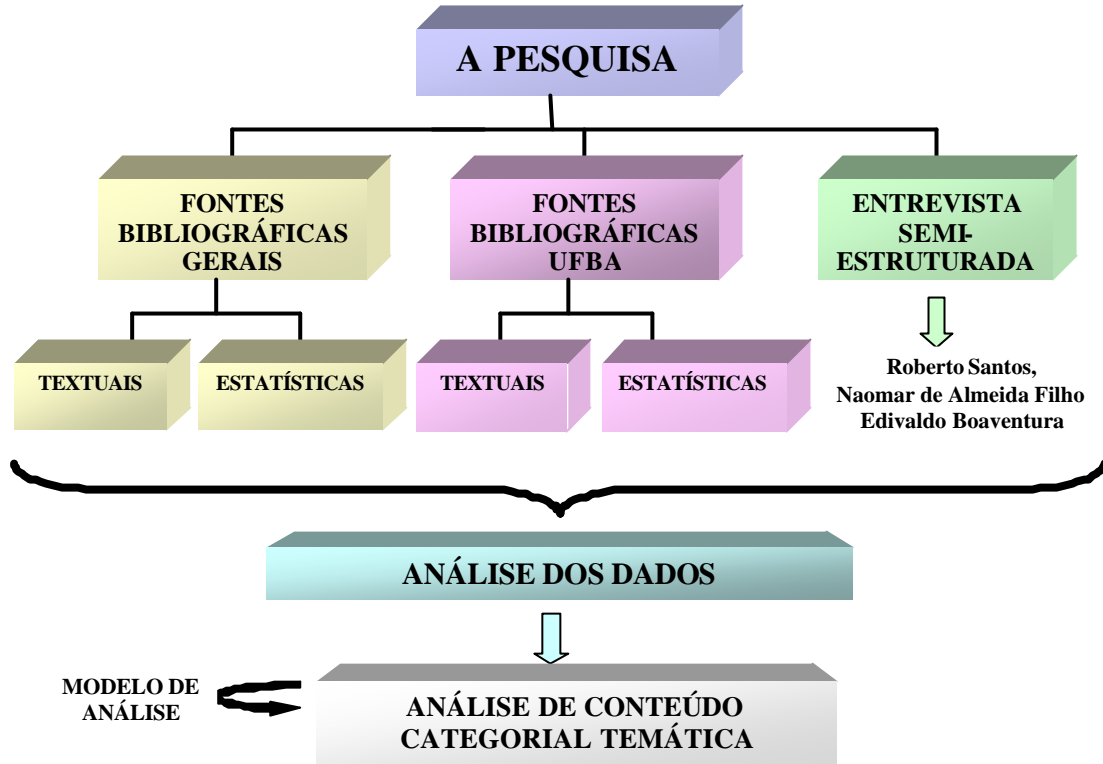 A PESQUISA
FONTES
BIBLIOGRÁFICAS
GERAIS
FONTES
BIBLIOGRÁFICAS
UFBA
ENTREVISTA
SEMI-
ESTRUTURADA
TEXTUAIS
ESTATÍSTICAS
TEXTUAIS
ESTATÍSTICAS
Roberto Santos,
Naomar de Almeida Filho
Edivaldo Boaventura
ANÁLISE DOS DADOS
MODELO DE
ANÁLISE
ANÁLISE DE CONTEÚDO
CATEGORIAL TEMÁTICA